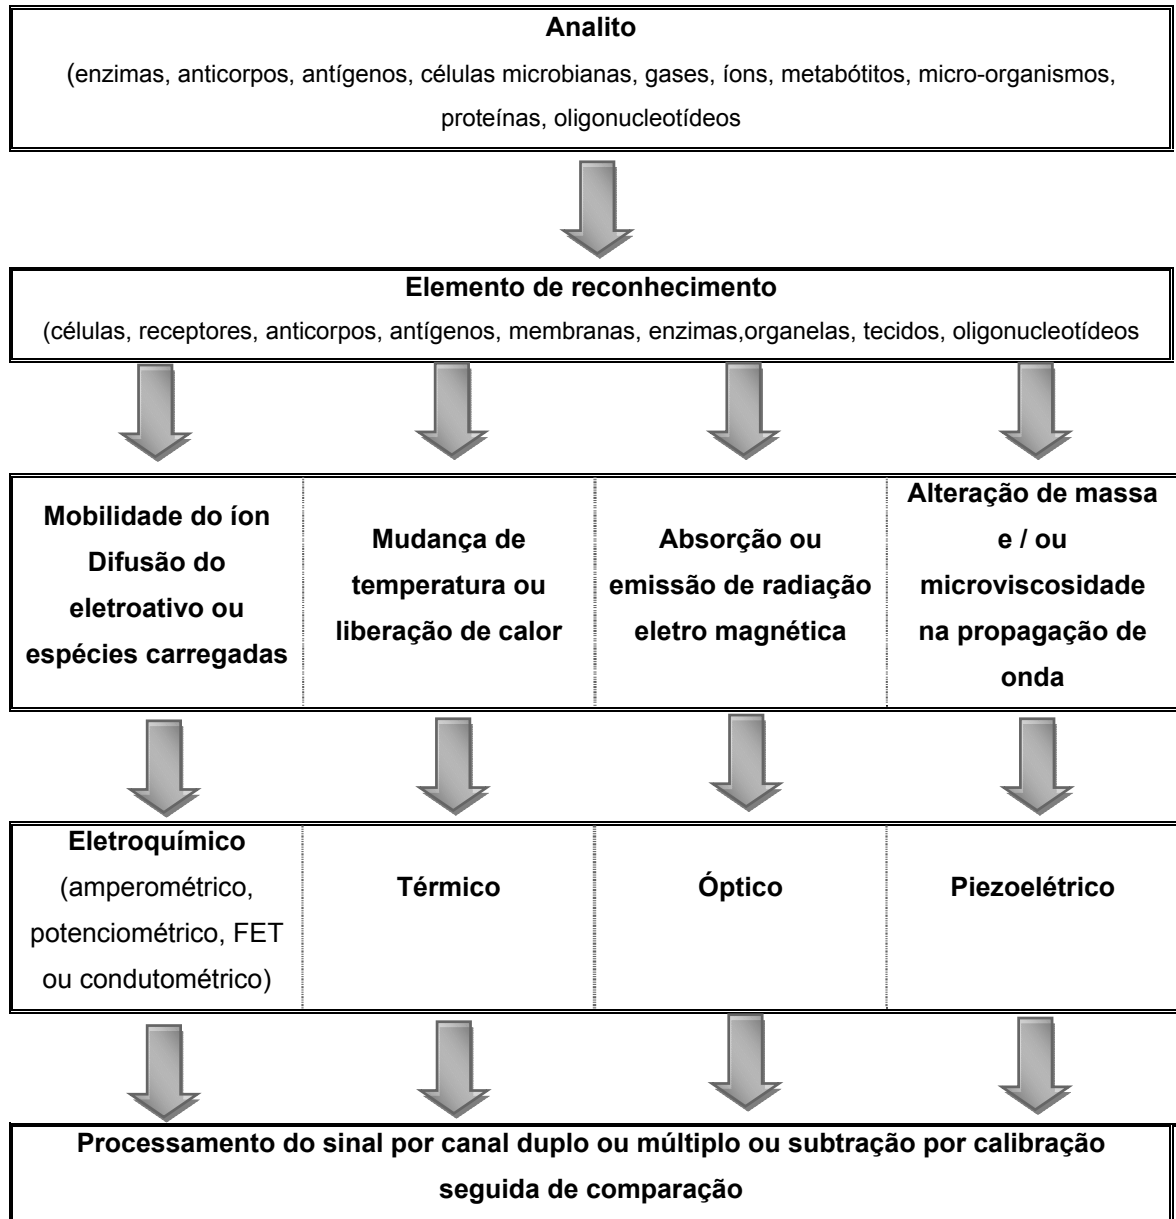 Analito
(enzimas, anticorpos, antígenos, células microbianas, gases, íons, metabótitos, micro-organismos,
proteínas, oligonucleotídeos
Elemento de reconhecimento
(células, receptores, anticorpos, antígenos, membranas, enzimas,organelas, tecidos, oligonucleotídeos
Mobilidade do íon
Difusão do
eletroativo ou
espécies carregadas
Mudança de
temperatura ou
liberação de calor
Absorção ou
emissão de radiação
eletro magnética
Alteração de massa
e / ou
microviscosidade
na propagação de
onda
Eletroquímico
(amperométrico,
potenciométrico, FET
ou condutométrico)
Térmico
Óptico
Piezoelétrico
Processamento do sinal por canal duplo ou múltiplo ou subtração por calibração
seguida de comparação